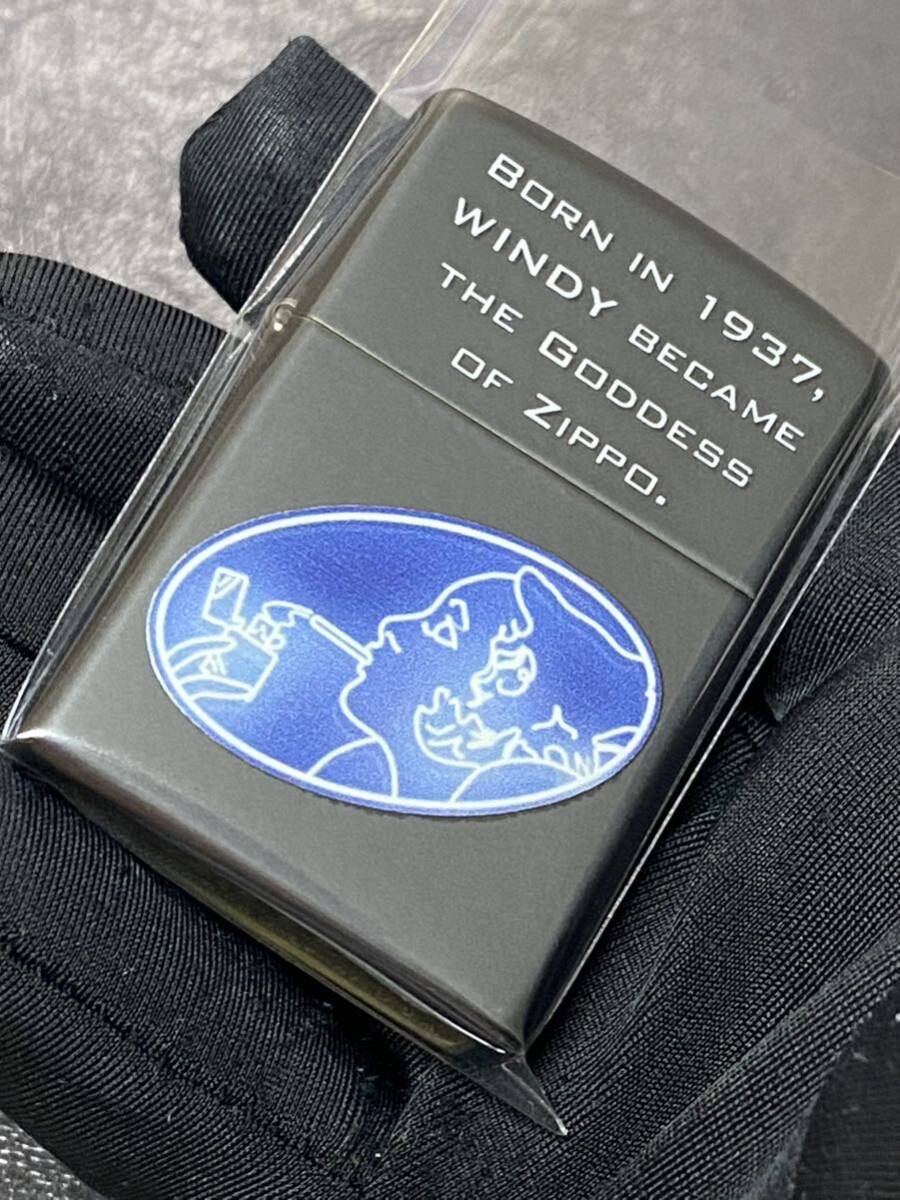 BORN IN 1937,
WINDY BECAME
THE GODDESS
OF ZIPPO.